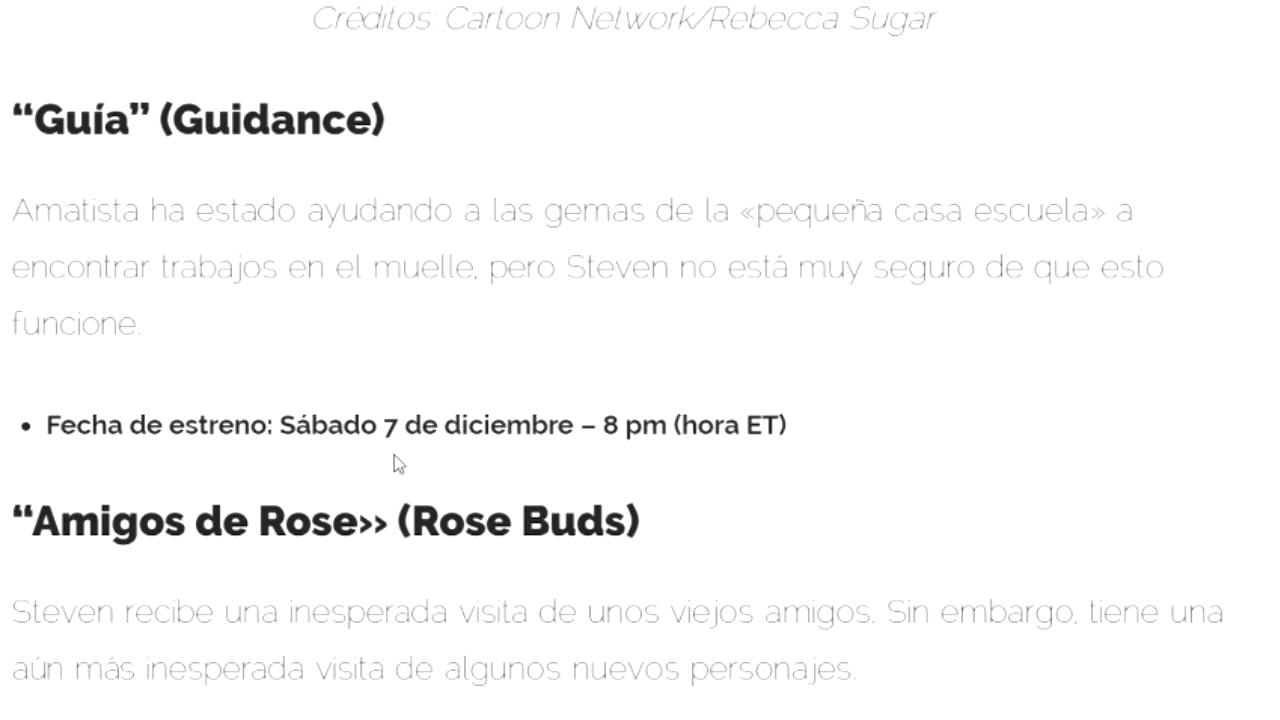 Créditos: Cartoon Network/Rebecca Sugar
“Guía” (Guidance)
Amatista ha estado ayudando a las gemas de la «pequeña casa escuela» a
encontrar trabajos en el muelle, pero Steven no está muy seguro de que esto
funcione.
• Fecha de estreno: Sábado 7 de diciembre – 8 pm (hora ET)
“Amigos de Rose›› (Rose Buds)
Steven recibe una inesperada visita de unos viejos amigos. Sin embargo, tiene una
aún más inesperada visita de algunos nuevos personajes.